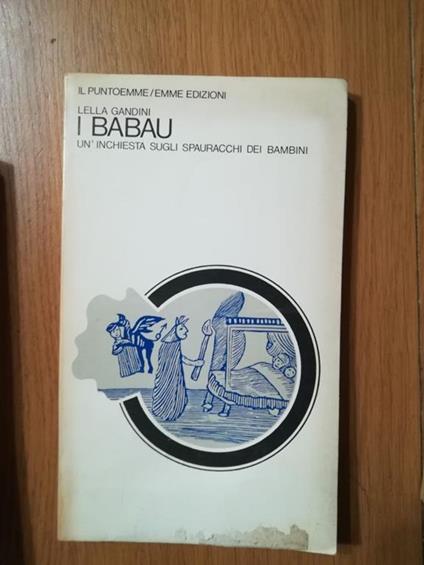 IL PUNTOEMME/EMME EDIZIONI
LELLA GANDINI
I BABAU
UN'INCHIESTA SUGLI SPAURACCHI DEI BAMBINI